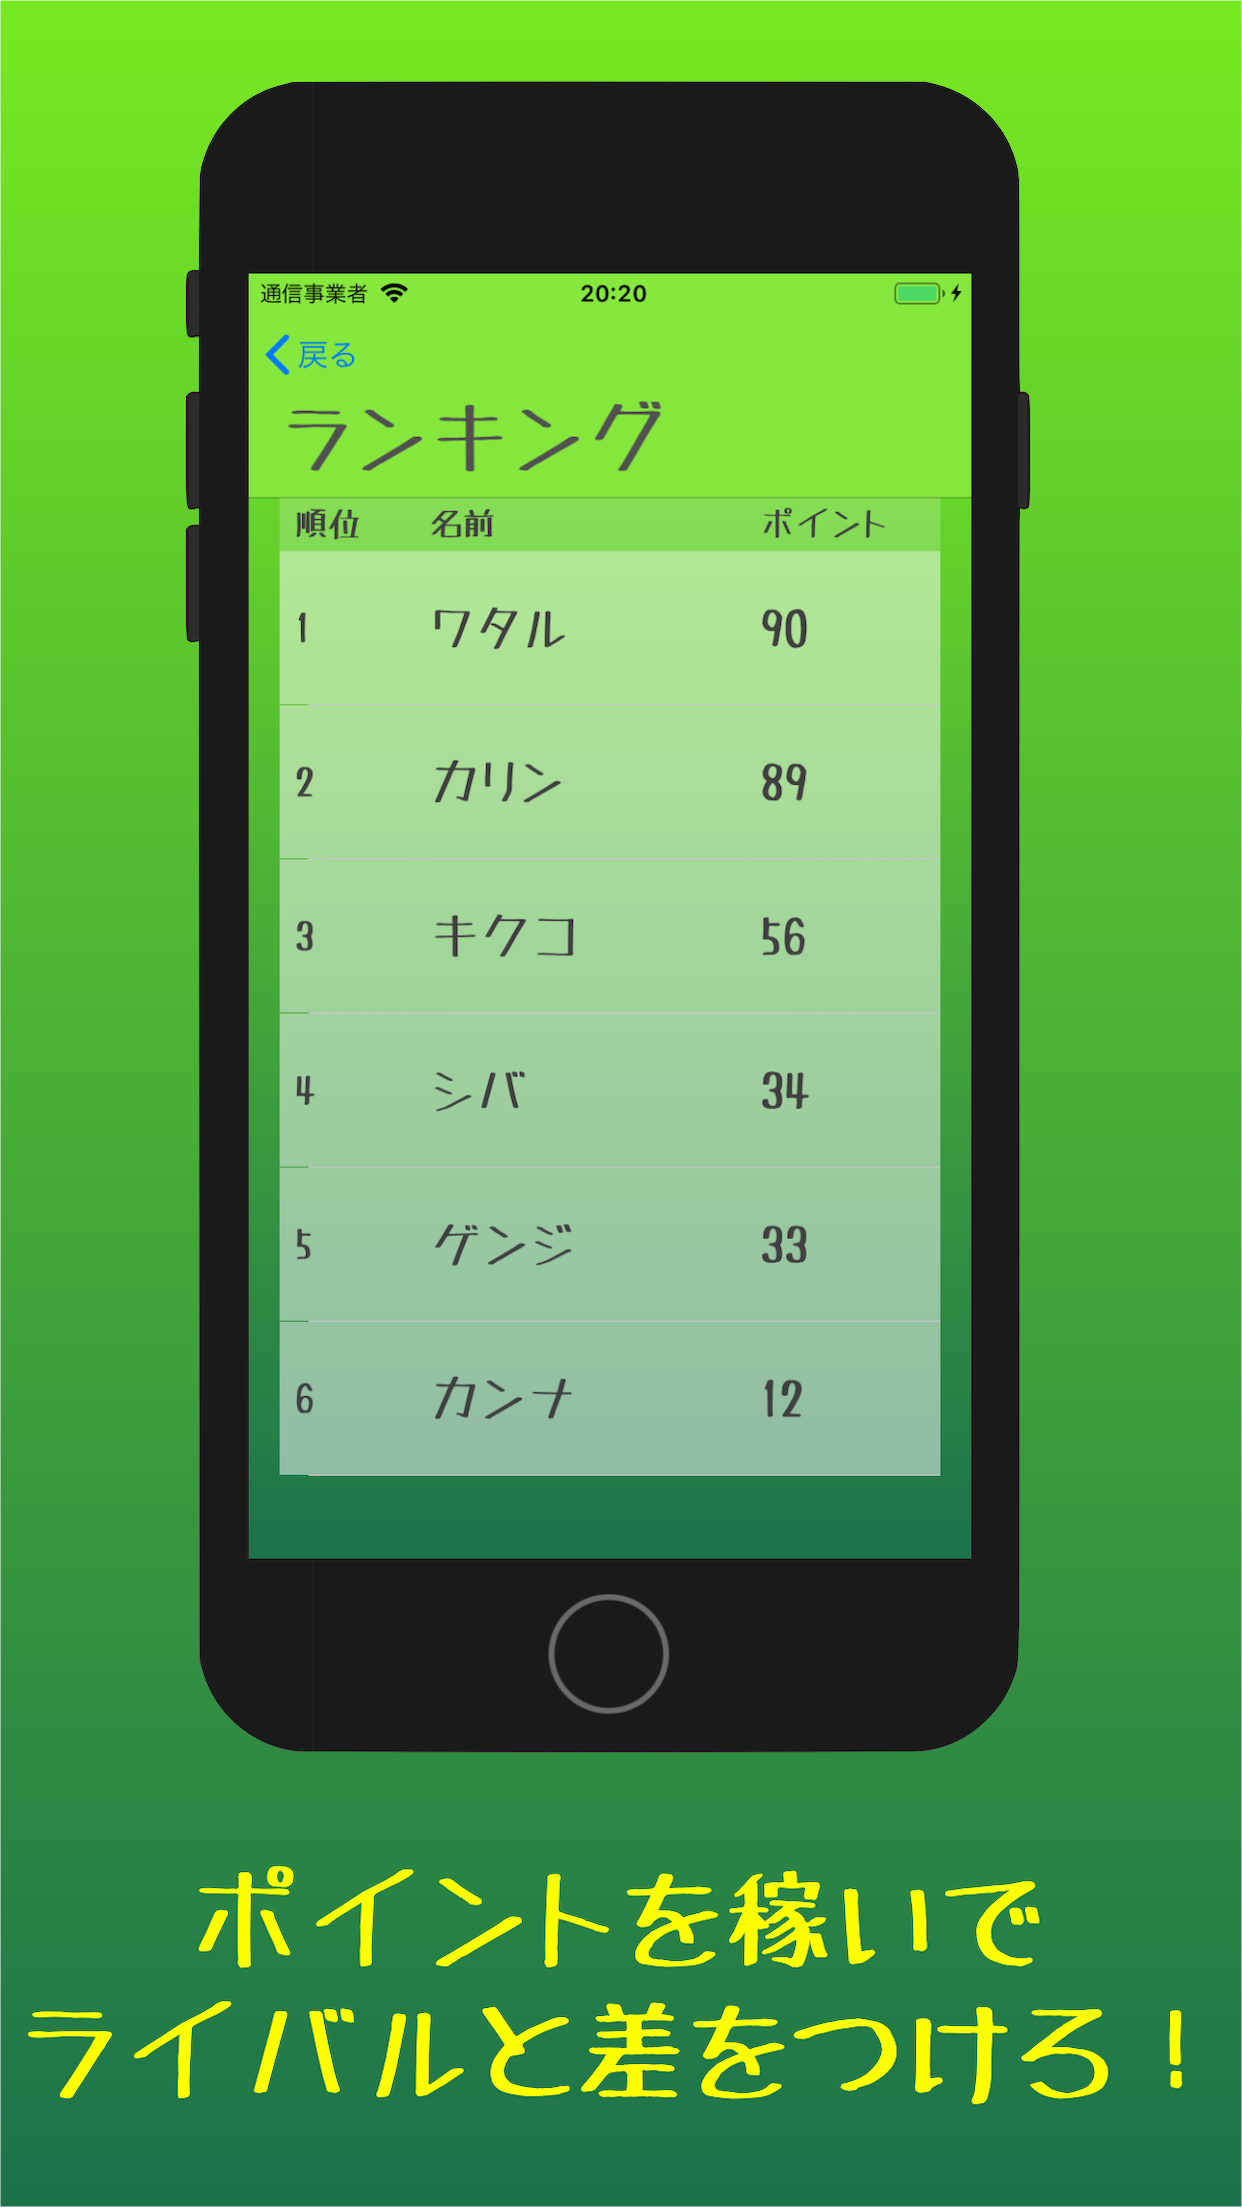 通信事業者 20:20
戻る
ランキング
順位 名前 ポイント
1 ワタル 90
2 カリン 89
3 キクコ 56
4 シバ 34
5 ゲンジ 33
6 カンナ 12
ポイントを稼いで
ライバルと差をつけろ！